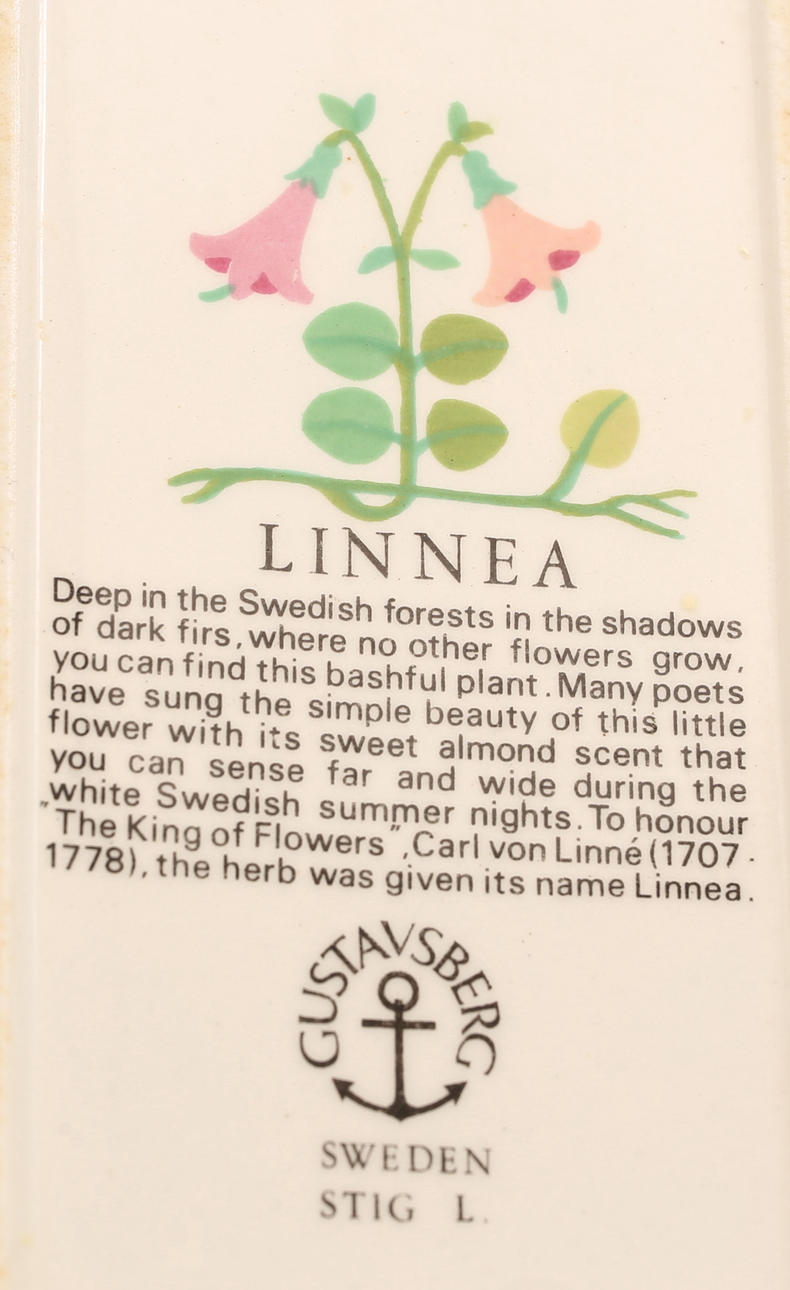 LINNEA
Deep in the Swedish forests in the shadows
of dark firs, where no other flowers grow,
you can find this bashful plant. Many poets
have sung the simple beauty of this little
flower with its sweet almond scent that
you can sense far and wide during the
„white Swedish summer nights. To honour
"The King of Flowers", Carl von Linné (1707-
1778), the herb was given its name Linnea.
GUSTAVSBERG
SWEDEN
STIG L.